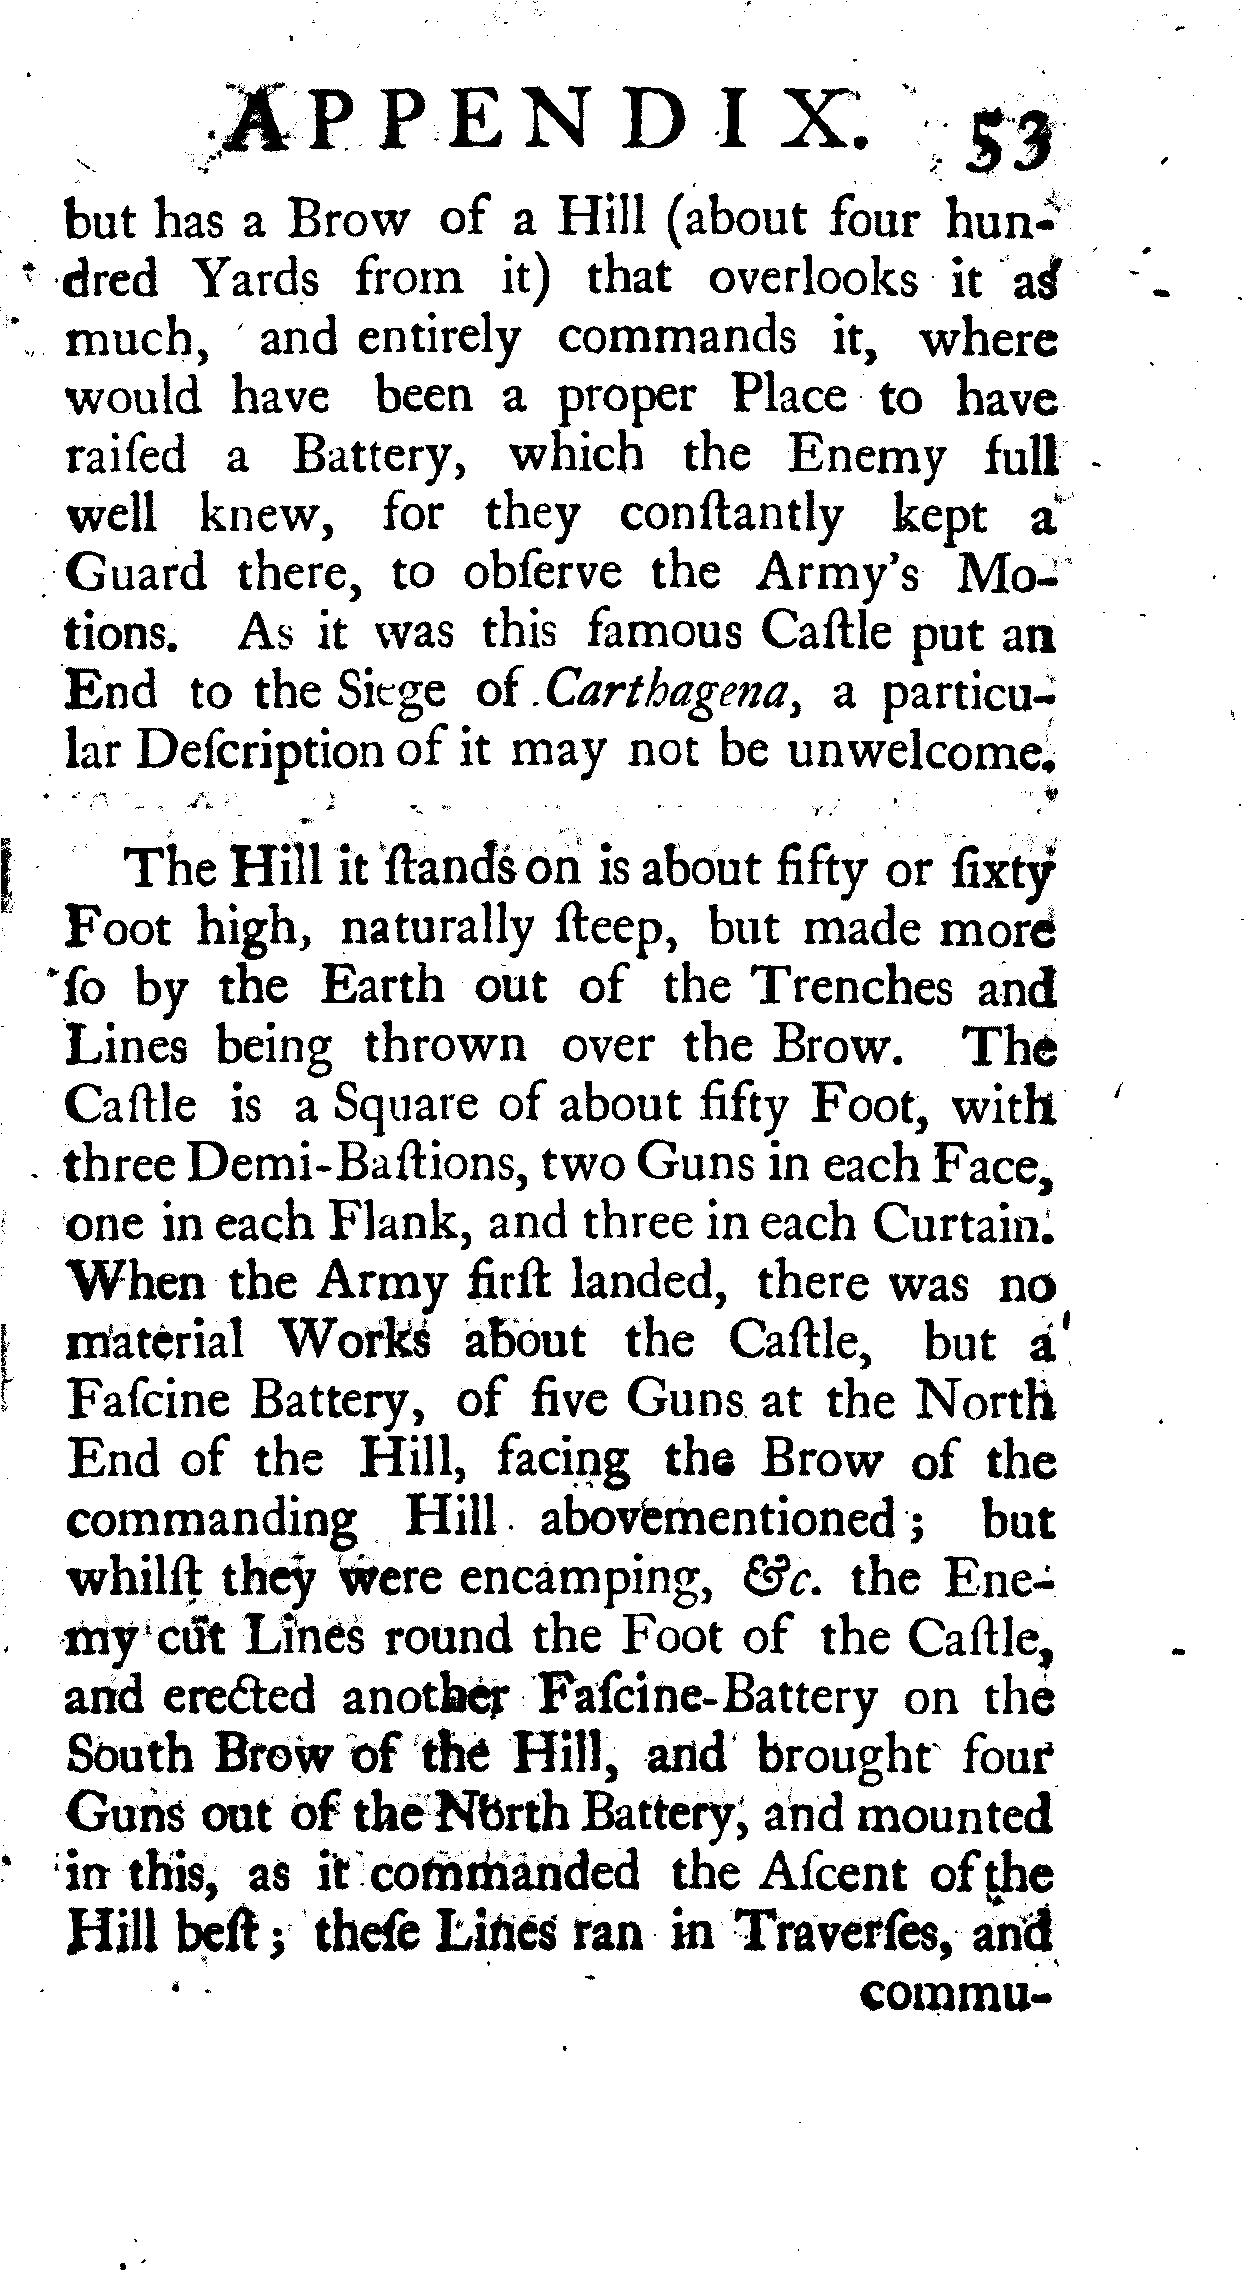 APPENDIX. 53
but has a Brow of a Hill (about four hun-
dred Yards from it) that overlooks it as
much, and entirely commands it, where
would have been a proper Place to have
raiſed a Battery, which the Enemy full
well knew, for they conſtantly kept a
Guard there, to obſerve the Army's Mo-
tions. As it was this famous Caſtle put an
End to the Siege of Carthagena, a particu-
lar Deſcription of it may not be unwelcome.
The Hill it ſtands on is about fifty or ſixty
Foot high, naturally ſteep, but made more
ſo by the Earth out of the Trenches and
Lines being thrown over the Brow. The
Caſtle is a Square of about fifty Foot, with
three Demi-Baſtions, two Guns in each Face,
one in each Flank, and three in each Curtain.
When the Army firſt landed, there was no
material Works about the Caſtle, but a
Faſcine Battery, of five Guns at the North
End of the Hill, facing the Brow of the
commanding Hill abovementioned; but
whilſt they were encamping, &c. the Ene-
my cut Lines round the Foot of the Caſtle,
and erected another Faſcine-Battery on the
South Brow of the Hill, and brought four
Guns out of the North Battery, and mounted
in this, as it commanded the Aſcent of the
Hill beſt; theſe Lines ran in Traverſes, and
commu-